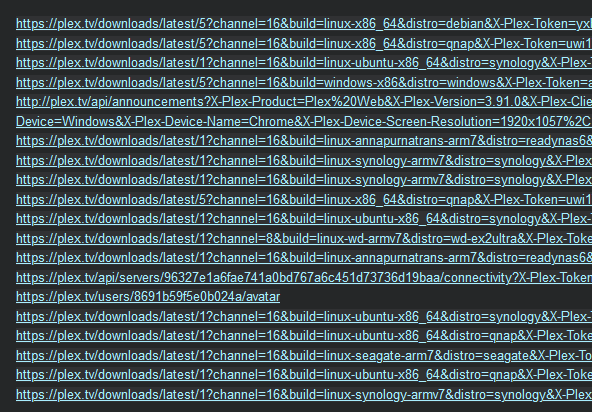 https://plex.tv/downloads/latest/5?channel=16&build=linux-x86_64&distro=debian&X-Plex-Token=yxl
https://plex.tv/downloads/latest/5?channel=16&build=linux-x86_64&distro=qnap&X-Plex-Token=uwi1
https://plex.tv/downloads/latest/1?channel=16&build=linux-ubuntu-x86_64&distro=synology&X-Plex-T
https://plex.tv/downloads/latest/5?channel=16&build=windows-x86&distro=windows&X-Plex-Token=a
http://plex.tv/api/announcements?X-Plex-Product=Plex%20Web&X-Plex-Version=3.91.0&X-Plex-Clie
Device=Windows&X-Plex-Device-Name=Chrome&X-Plex-Device-Screen-Resolution=1920x1057%2C
https://plex.tv/downloads/latest/1?channel=16&build=linux-annapurnatrans-arm7&distro=readynas6&
https://plex.tv/downloads/latest/1?channel=16&build=linux-synology-armv7&distro=synology&X-Plex
https://plex.tv/downloads/latest/1?channel=16&build=linux-synology-armv7&distro=synology&X-Plex
https://plex.tv/downloads/latest/5?channel=16&build=linux-x86_64&distro=qnap&X-Plex-Token=uwi1
https://plex.tv/downloads/latest/1?channel=16&build=linux-ubuntu-x86_64&distro=synology&X-Plex-T
https://plex.tv/downloads/latest/1?channel=8&build=linux-wd-armv7&distro=wd-ex2ultra&X-Plex-Toke
https://plex.tv/downloads/latest/1?channel=16&build=linux-annapurnatrans-arm7&distro=readynas6&
https://plex.tv/api/servers/96327e1a6fae741a0bd767a6c451d73736d19baa/connectivity?X-Plex-Token
https://plex.tv/users/8691b59f5e0b024a/avatar
https://plex.tv/downloads/latest/1?channel=16&build=linux-ubuntu-x86_64&distro=synology&X-Plex-T
https://plex.tv/downloads/latest/1?channel=16&build=linux-ubuntu-x86_64&distro=qnap&X-Plex-Token
https://plex.tv/downloads/latest/1?channel=16&build=linux-seagate-arm7&distro=seagate&X-Plex-To
https://plex.tv/downloads/latest/1?channel=16&build=linux-ubuntu-x86_64&distro=qnap&X-Plex-Token
https://plex.tv/downloads/latest/1?channel=16&build=linux-synology-armv7&distro=synology&X-Plex